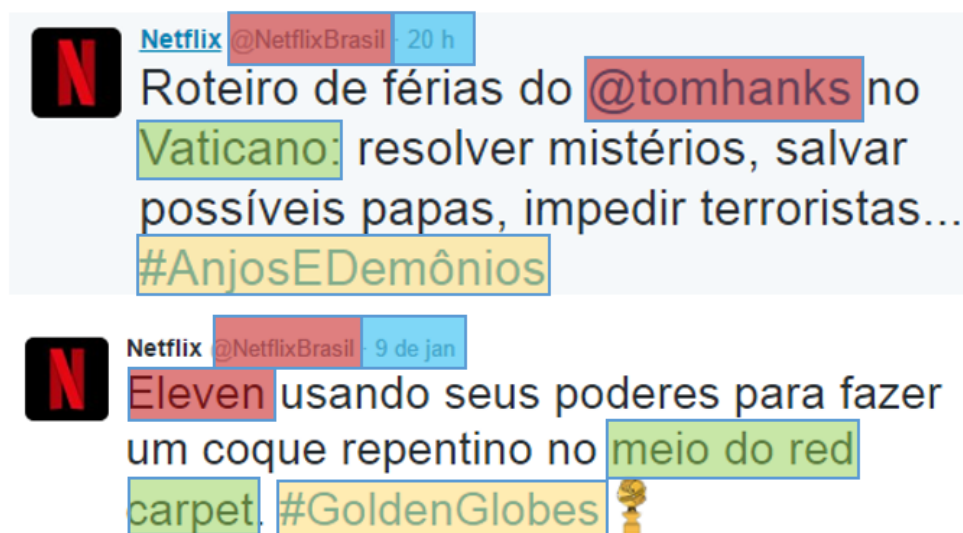 Netflix @NetflixBrasil · 20 h
Roteiro de férias do @tomhanks no
Vaticano: resolver mistérios, salvar
possíveis papas, impedir terroristas...
#AnjosEDemônios
Netflix @NetflixBrasil · 9 de jan
Eleven usando seus poderes para fazer
um coque repentino no meio do red
carpet. #GoldenGlobes